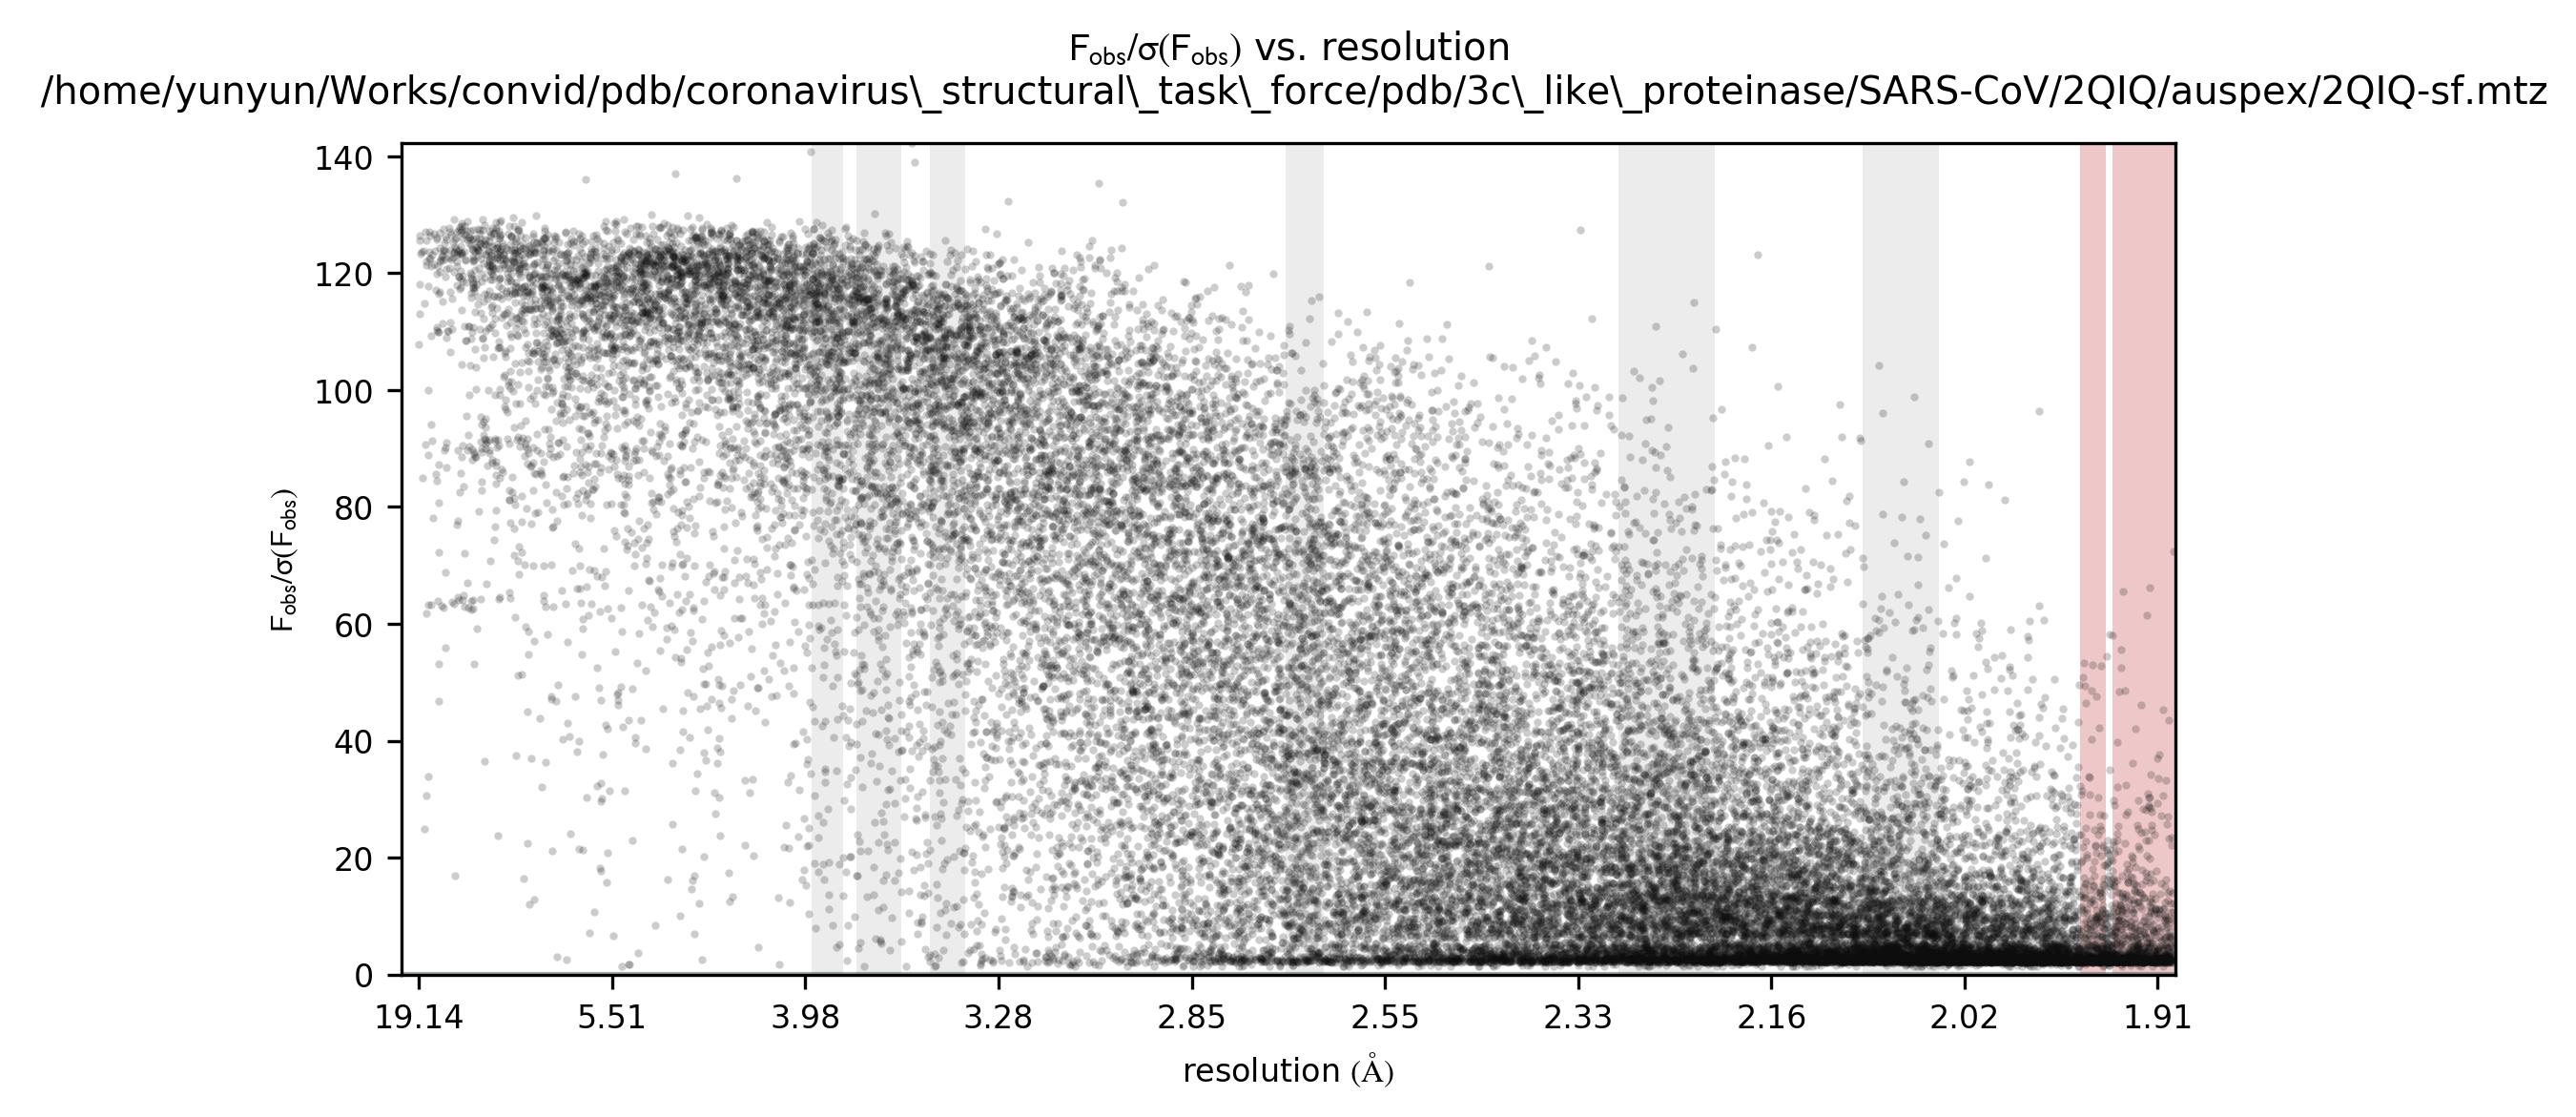 Fobs/σ(Fobs) vs. resolution
/home/yunyun/Works/convid/pdb/coronavirus\_structural\_task\_force/pdb/3c\_like\_proteinase/SARS-CoV/2QIQ/auspex/2QIQ-sf.mtz
140
120
100
80
60
40
20
0
Fobs/σ(Fobs)
19.14 5.51 3.98 3.28 2.85 2.55 2.33 2.16 2.02 1.91
resolution (Å)